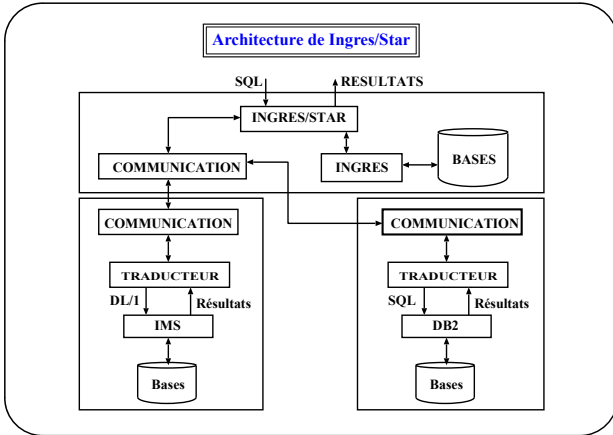 Architecture de Ingres/Star
SQL
RESULTATS
INGRES/STAR
COMMUNICATION
INGRES
BASES
COMMUNICATION
TRADUCTEUR
DL/1
Résultats
IMS
Bases
COMMUNICATION
TRADUCTEUR
SQL
Résultats
DB2
Bases